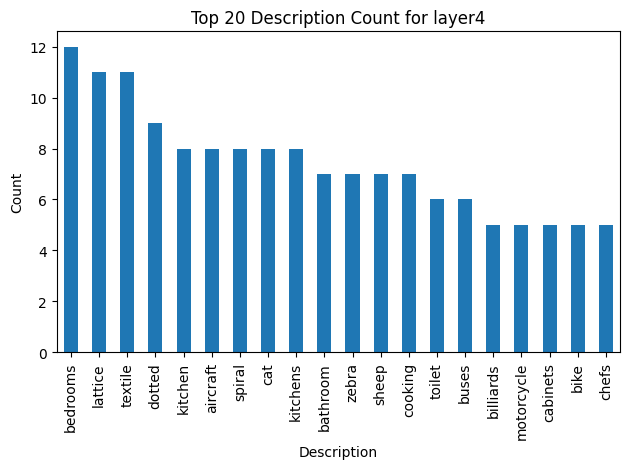 Top 20 Description Count for layer4
Count
12
10
8
6
4
2
0
bedrooms
lattice
textile
dotted
kitchen
aircraft
spiral
cat
kitchens
bathroom
zebra
sheep
cooking
toilet
buses
billiards
motorcycle
cabinets
bike
chefs
Description